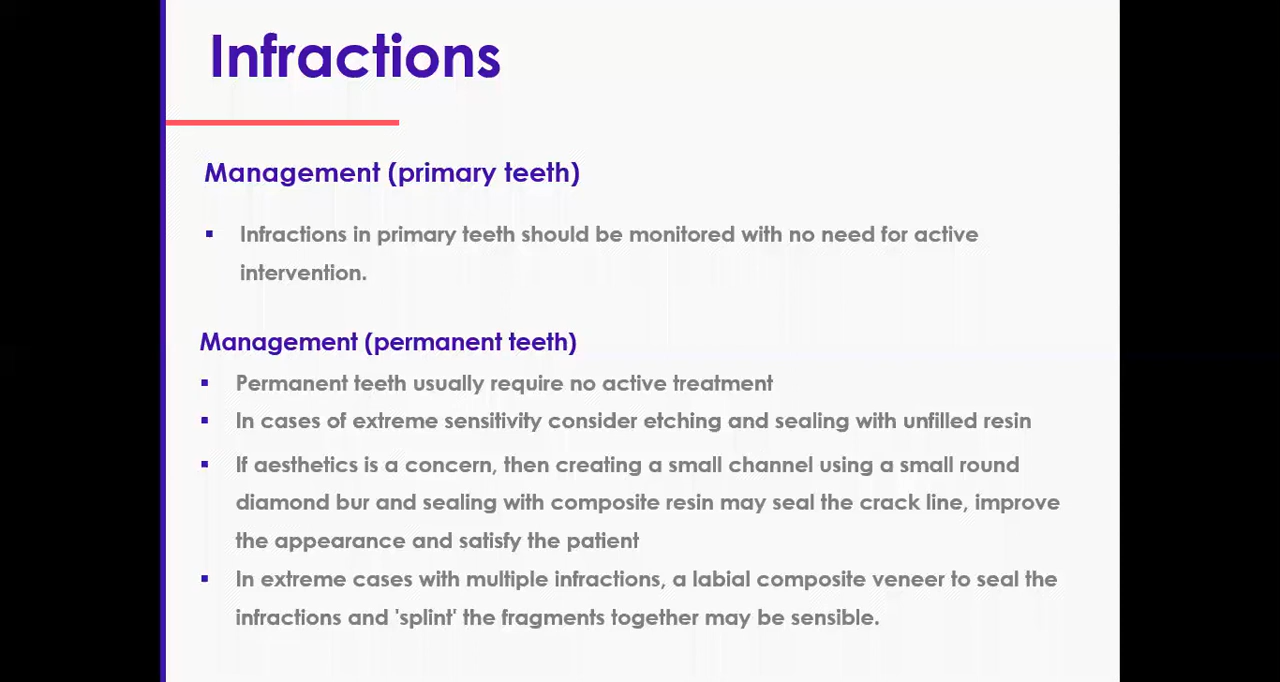 Infractions
Management (primary teeth)
▪ Infractions in primary teeth should be monitored with no need for active
intervention.
Management (permanent teeth)
▪ Permanent teeth usually require no active treatment
▪ In cases of extreme sensitivity consider etching and sealing with unfilled resin
▪ If aesthetics is a concern, then creating a small channel using a small round
diamond bur and sealing with composite resin may seal the crack line, improve
the appearance and satisfy the patient
▪ In extreme cases with multiple infractions, a labial composite veneer to seal the
infractions and 'splint' the fragments together may be sensible.